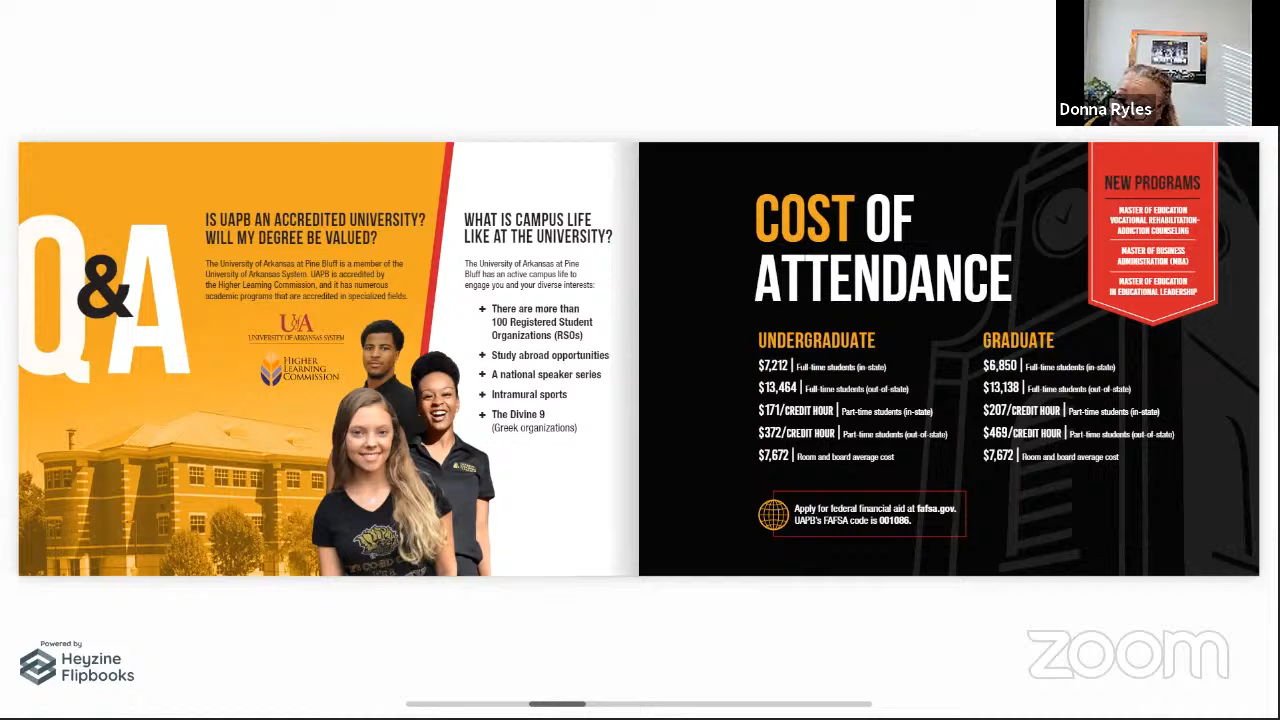 Donna Ryles
Q&A
IS UAPB AN ACCREDITED UNIVERSITY?
WILL MY DEGREE BE VALUED?
The University of Arkansas at Pine Bluff is a member of the
University of Arkansas System. UAPB is accredited by
the Higher Learning Commission, and it has numerous
academic programs that are accredited in specialized fields.
UofA
UNIVERSITY OF ARKANSAS SYSTEM
HIGHER
LEARNING
COMMISSION
WHAT IS CAMPUS LIFE
LIKE AT THE UNIVERSITY?
The University of Arkansas at Pine
Bluff has an active campus life to
engage you and your diverse interests:
+ There are more than
100 Registered Student
Organizations (RSOs)
+ Study abroad opportunities
+ A national speaker series
+ Intramural sports
+ The Divine 9
(Greek organizations)
COST OF
ATTENDANCE
UNDERGRADUATE
$7,212 | Full-time students (in-state)
$13,464 | Full-time students (out-of-state)
$171/CREDIT HOUR | Part-time students (in-state)
$372/CREDIT HOUR | Part-time students (out-of-state)
$7,672 | Room and board average cost
GRADUATE
$6,850 | Full-time students (in-state)
$13,138 | Full-time students (out-of-state)
$207/CREDIT HOUR | Part-time students (in-state)
$469/CREDIT HOUR | Part-time students (out-of-state)
$7,672 | Room and board average cost
Apply for federal financial aid at fafsa.gov.
UAPB's FAFSA code is 001086.
NEW PROGRAMS
MASTER OF EDUCATION
VOCATIONAL REHABILITATION-
ADDICTION COUNSELING
MASTER OF BUSINESS
ADMINISTRATION (MBA)
MASTER OF EDUCATION
IN EDUCATIONAL LEADERSHIP
Powered by
Heyzine
Flipbooks
zoom